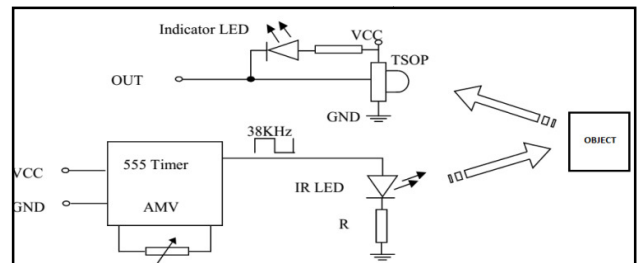 Indicator LED
VCC
TSOP
OUT
GND
38KHz
OBJECT
555 Timer
VCC
IR LED
GND
AMV
R